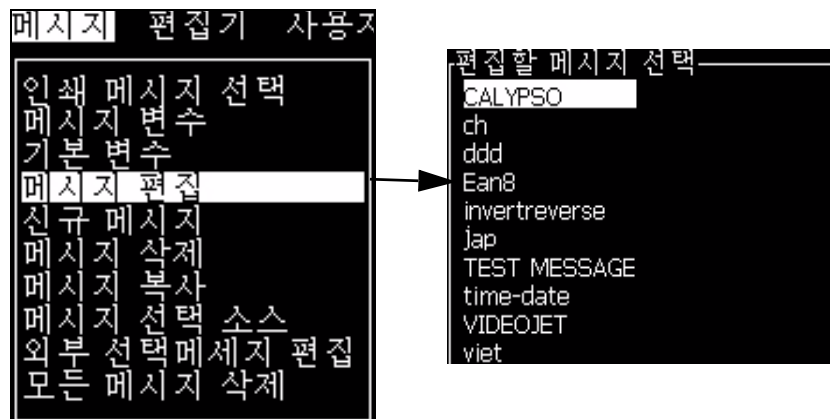 메시지 편집기 사용자
인쇄 메시지 선택
메시지 변수
기본 변수
메시지 편집
신규 메시지
메시지 삭제
메시지 복사
메시지 선택 소스
외부선택메세지 편집
모든 메시지 삭제
편집할 메시지 선택
CALYPSO
ch
ddd
Ean8
invertreverse
jap
TEST MESSAGE
time-date
VIDEOJET
viet